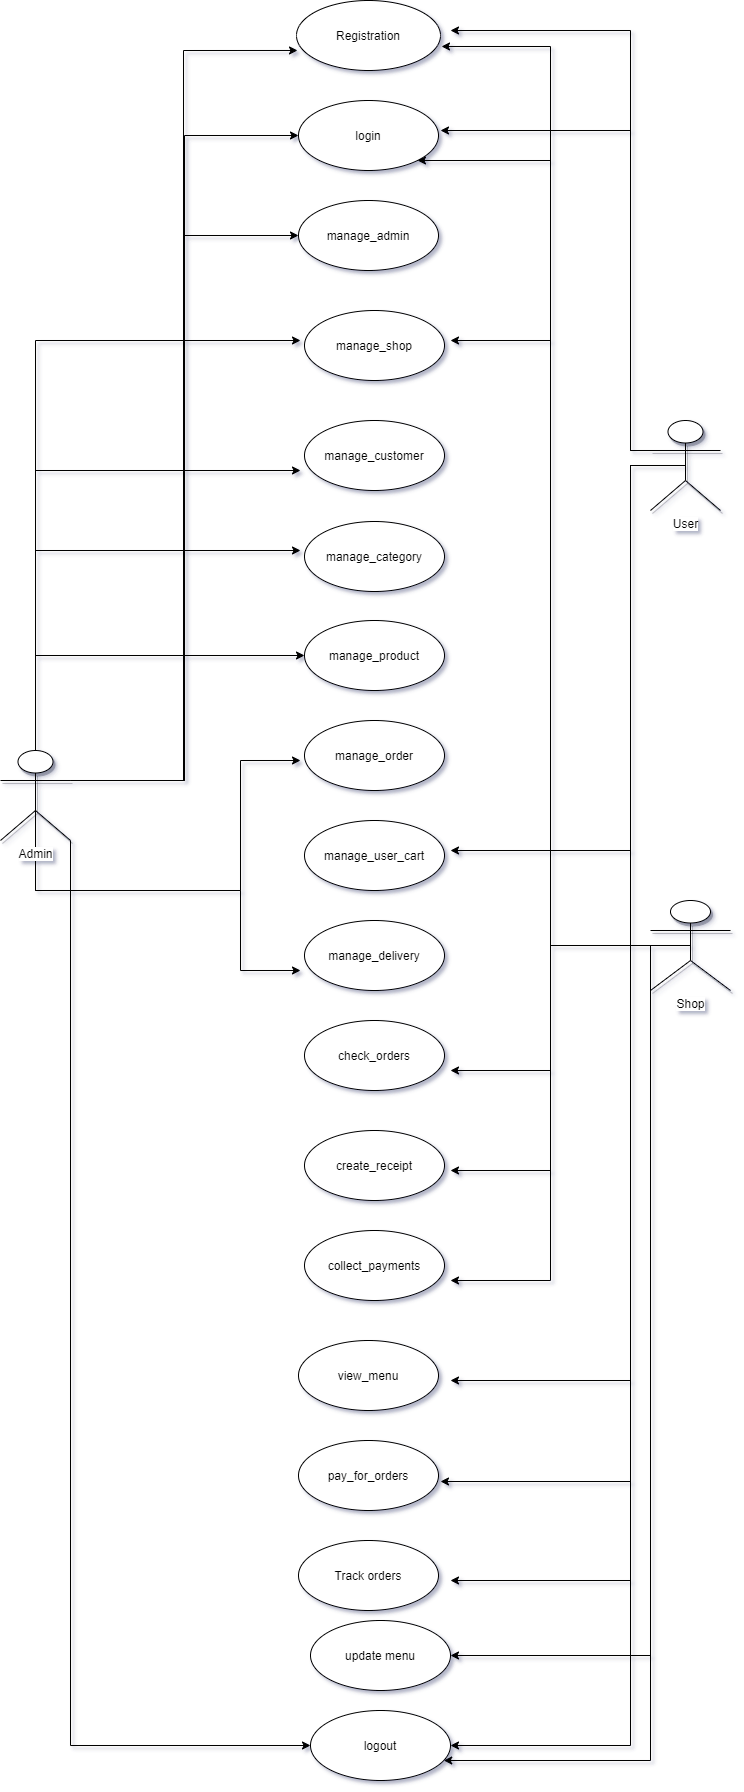 Registration
login
manage_admin
manage_shop
manage_customer
User
manage_category
manage_product
manage_order
Admin
manage_user_cart
manage_delivery
Shop
check_orders
create_receipt
collect_payments
view_menu
pay_for_orders
Track orders
update menu
logout